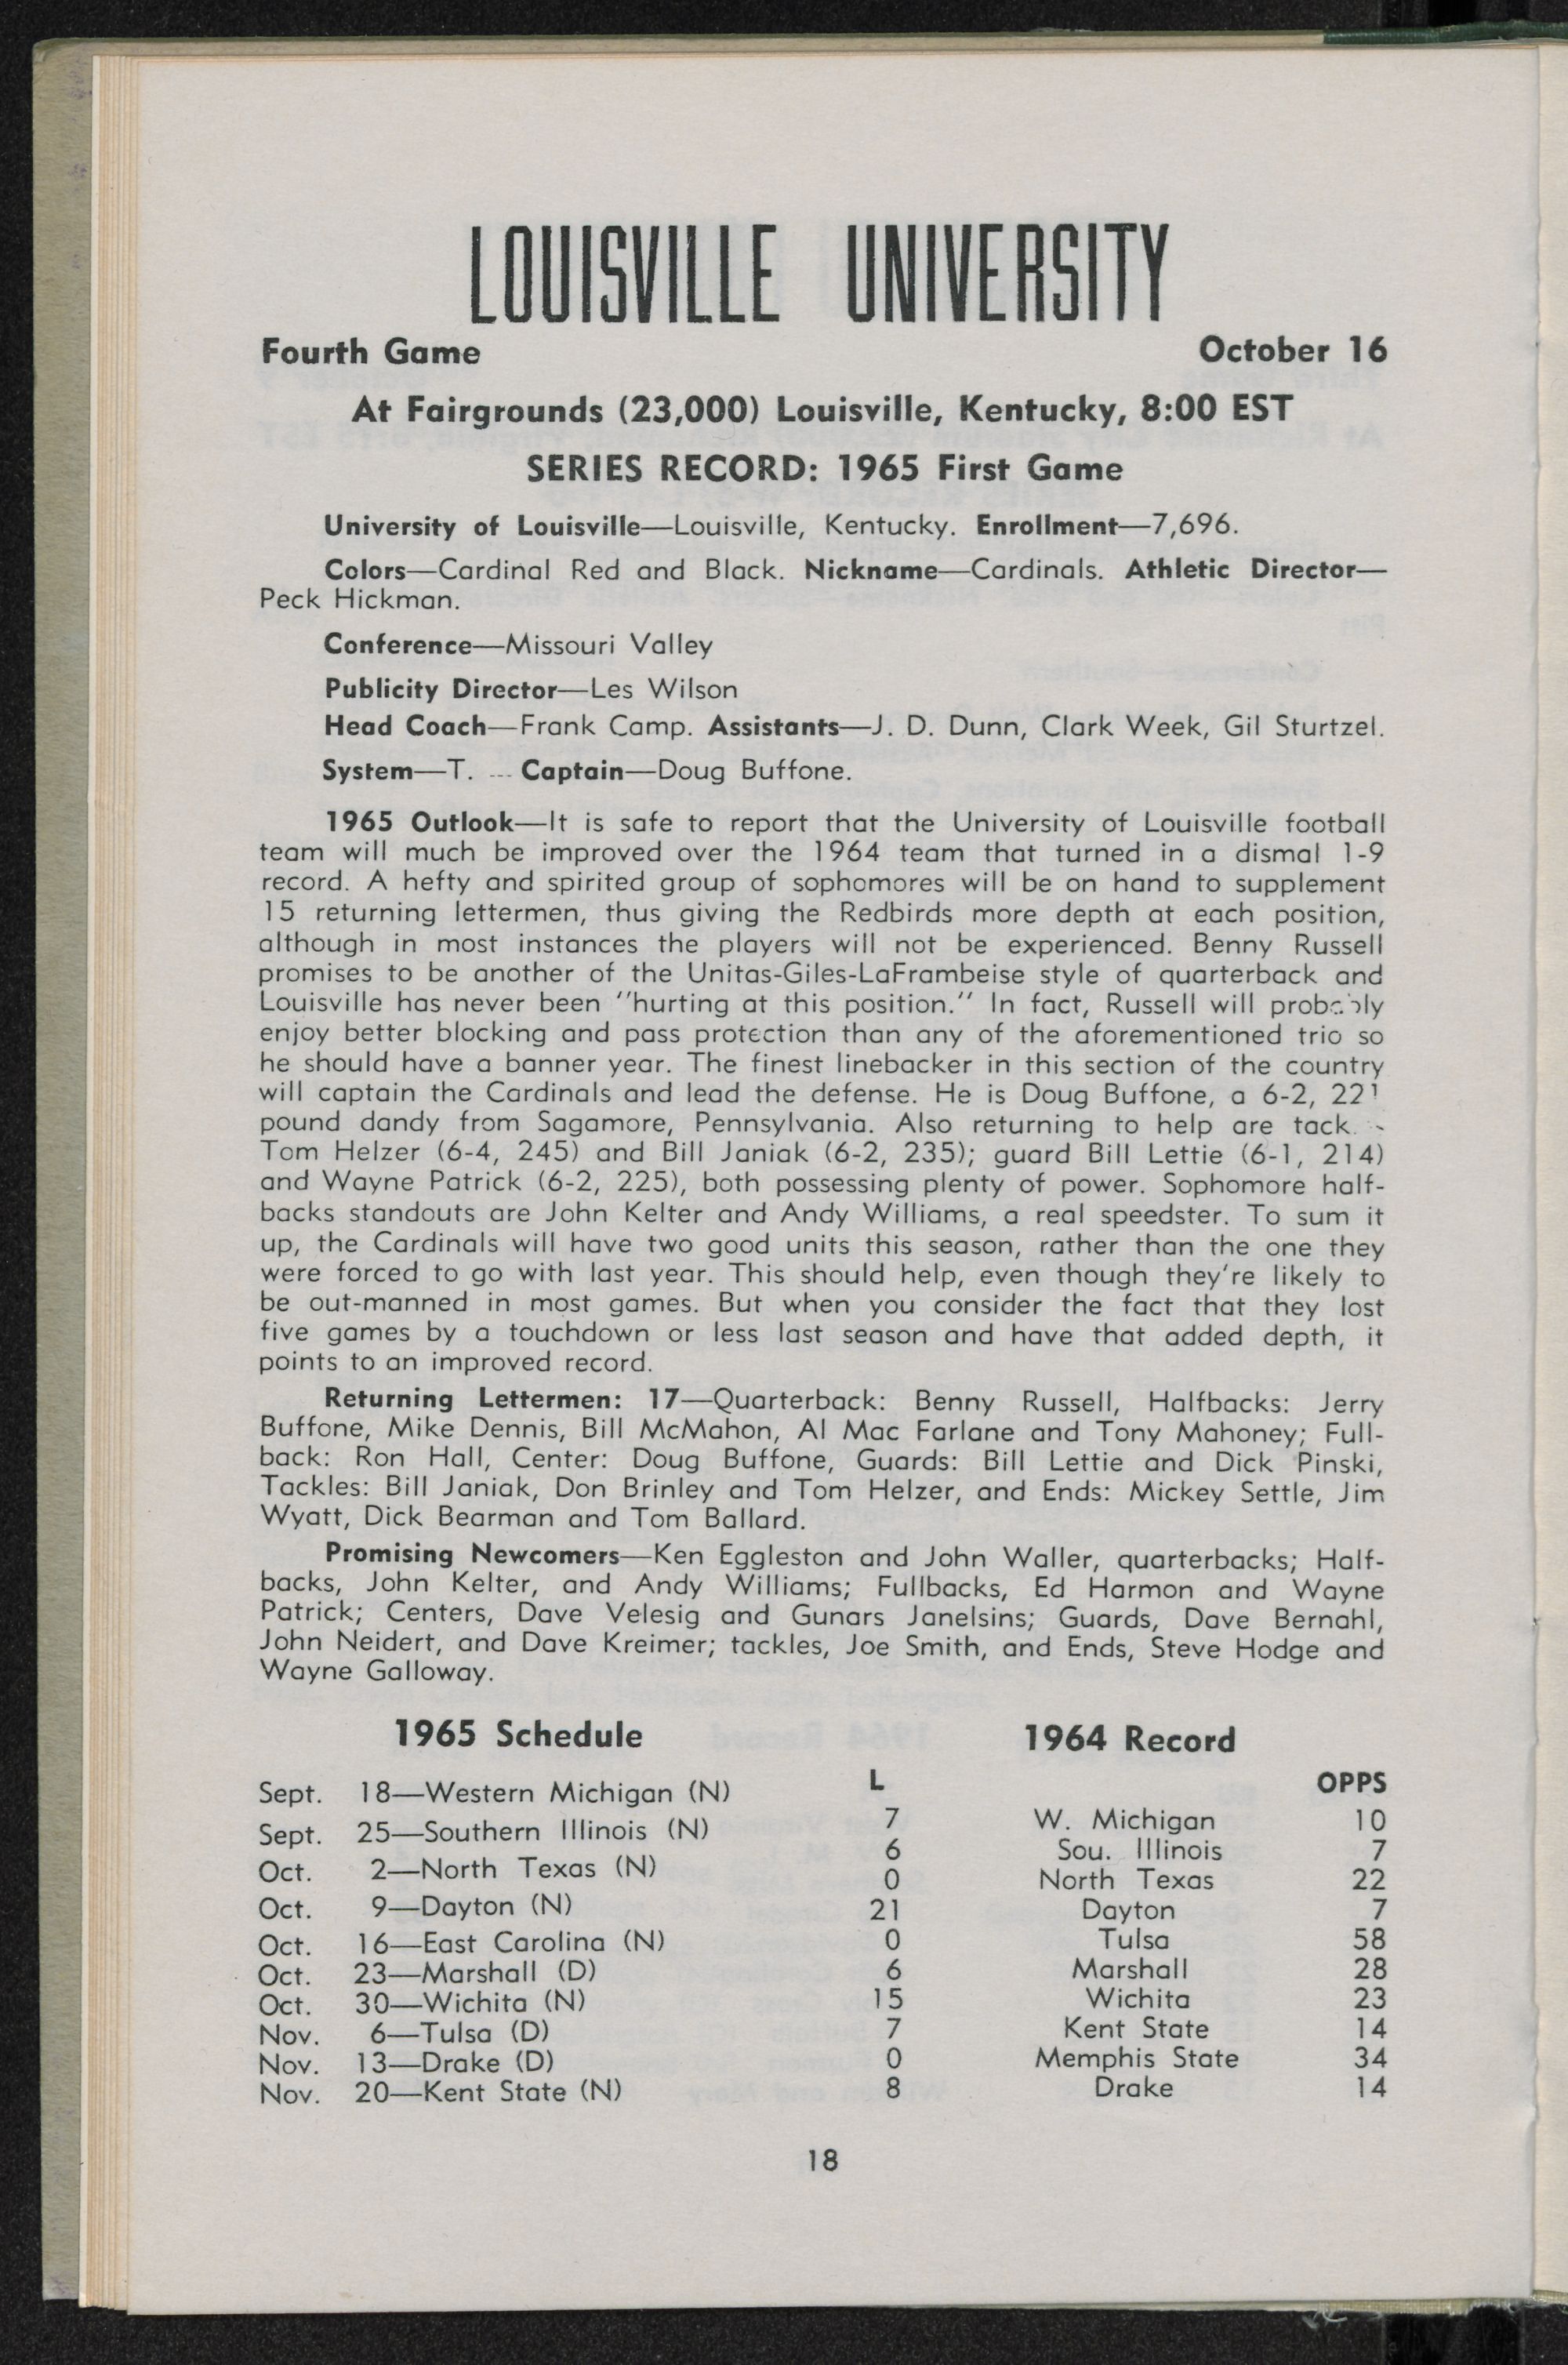 LOUISVILLE UNIVERSITY
Fourth Game October 16
At Fairgrounds (23,000) Louisville, Kentucky, 8:00 EST
SERIES RECORD: 1965 First Game
University of Louisville—Louisville, Kentucky. Enrollment—7,696.
Colors—Cardinal Red and Black. Nickname—Cardinals. Athletic Director—
Peck Hickman.
Conference—Missouri Valley
Publicity Director—Les Wilson
Head Coach—Frank Camp. Assistants—J. D. Dunn, Clark Week, Gil Sturtzel.
System—T. --- Captain—Doug Buffone.
1965 Outlook—It is safe to report that the University of Louisville football
team will much be improved over the 1964 team that turned in a dismal 1-9
record. A hefty and spirited group of sophomores will be on hand to supplement
15 returning lettermen, thus giving the Redbirds more depth at each position,
although in most instances the players will not be experienced. Benny Russell
promises to be another of the Unitas-Giles-LaFrambeise style of quarterback and
Louisville has never been "hurting at this position." In fact, Russell will probably
enjoy better blocking and pass protection than any of the aforementioned trio so
he should have a banner year. The finest linebacker in this section of the country
will captain the Cardinals and lead the defense. He is Doug Buffone, a 6-2, 221
pound dandy from Sagamore, Pennsylvania. Also returning to help are tack
Tom Helzer (6-4, 245) and Bill Janiak (6-2, 235); guard Bill Lettie (6-1, 214)
and Wayne Patrick (6-2, 225), both possessing plenty of power. Sophomore half-
backs standouts are John Kelter and Andy Williams, a real speedster. To sum it
up, the Cardinals will have two good units this season, rather than the one they
were forced to go with last year. This should help, even though they're likely to
be out-manned in most games. But when you consider the fact that they lost
five games by a touchdown or less last season and have that added depth, it
points to an improved record.
Returning Lettermen: 17—Quarterback: Benny Russell, Halfbacks: Jerry
Buffone, Mike Dennis, Bill McMahon, Al Mac Farlane and Tony Mahoney; Full-
back: Ron Hall, Center: Doug Buffone, Guards: Bill Lettie and Dick Pinski,
Tackles: Bill Janiak, Don Brinley and Tom Helzer, and Ends: Mickey Settle, Jim
Wyatt, Dick Bearman and Tom Ballard.
Promising Newcomers—Ken Eggleston and John Waller, quarterbacks; Half-
backs, John Kelter, and Andy Williams; Fullbacks, Ed Harmon and Wayne
Patrick; Centers, Dave Velesig and Gunars Janelsins; Guards, Dave Bernahl,
John Neidert, and Dave Kreimer; tackles, Joe Smith, and Ends, Steve Hodge and
Wayne Galloway.
1965 Schedule
Sept. 18—Western Michigan (N)
Sept. 25—Southern Illinois (N)
Oct. 2—North Texas (N)
Oct. 9—Dayton (N)
Oct. 16—East Carolina (N)
Oct. 23—Marshall (D)
Oct. 30—Wichita (N)
Nov. 6—Tulsa (D)
Nov. 13—Drake (D)
Nov. 20—Kent State (N)
1964 Record
L OPPS
7 W. Michigan 10
6 Sou. Illinois 7
0 North Texas 22
21 Dayton 7
0 Tulsa 58
6 Marshall 28
15 Wichita 23
7 Kent State 14
0 Memphis State 34
8 Drake 14
18